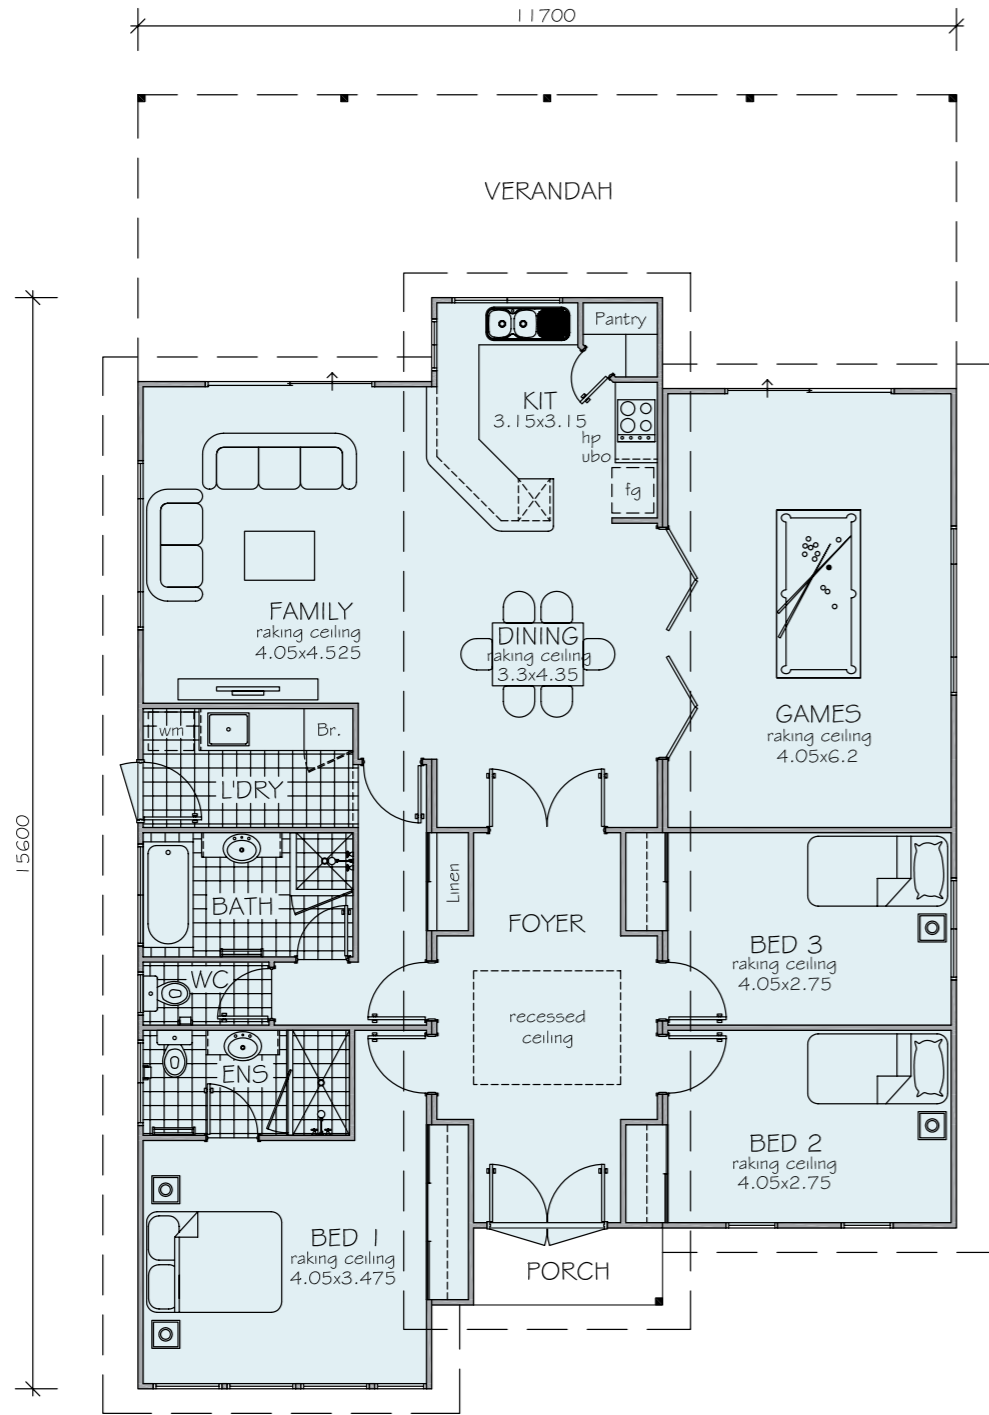 11700
VERANDAH
15600
Pantry
KIT
3.15x3.15
hp
ubo
fg
FAMILY
raking ceiling
4.05x4.525
DINING
raking ceiling
3.3x4.35
GAMES
raking ceiling
4.05x6.2
wm
Br.
L'DRY
BATH
Linen
FOYER
BED 3
raking ceiling
4.05x2.75
WC
recessed
ceiling
ENS
BED 2
raking ceiling
4.05x2.75
BED 1
raking ceiling
4.05x3.475
PORCH